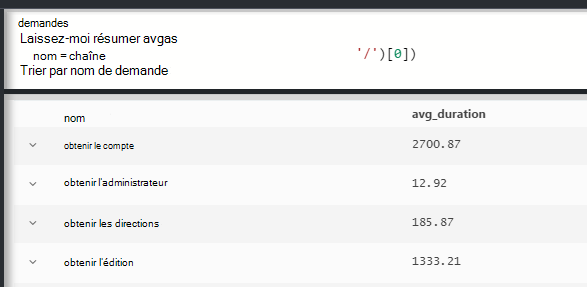 demandes
Laissez-moi résumer avgas
nom = chaîne '/')[0])
Trier par nom de demande
nom avg_duration
obtenir le compte 2700.87
obtenir l'administrateur 12.92
obtenir les directions 185.87
obtenir l'édition 1333.21